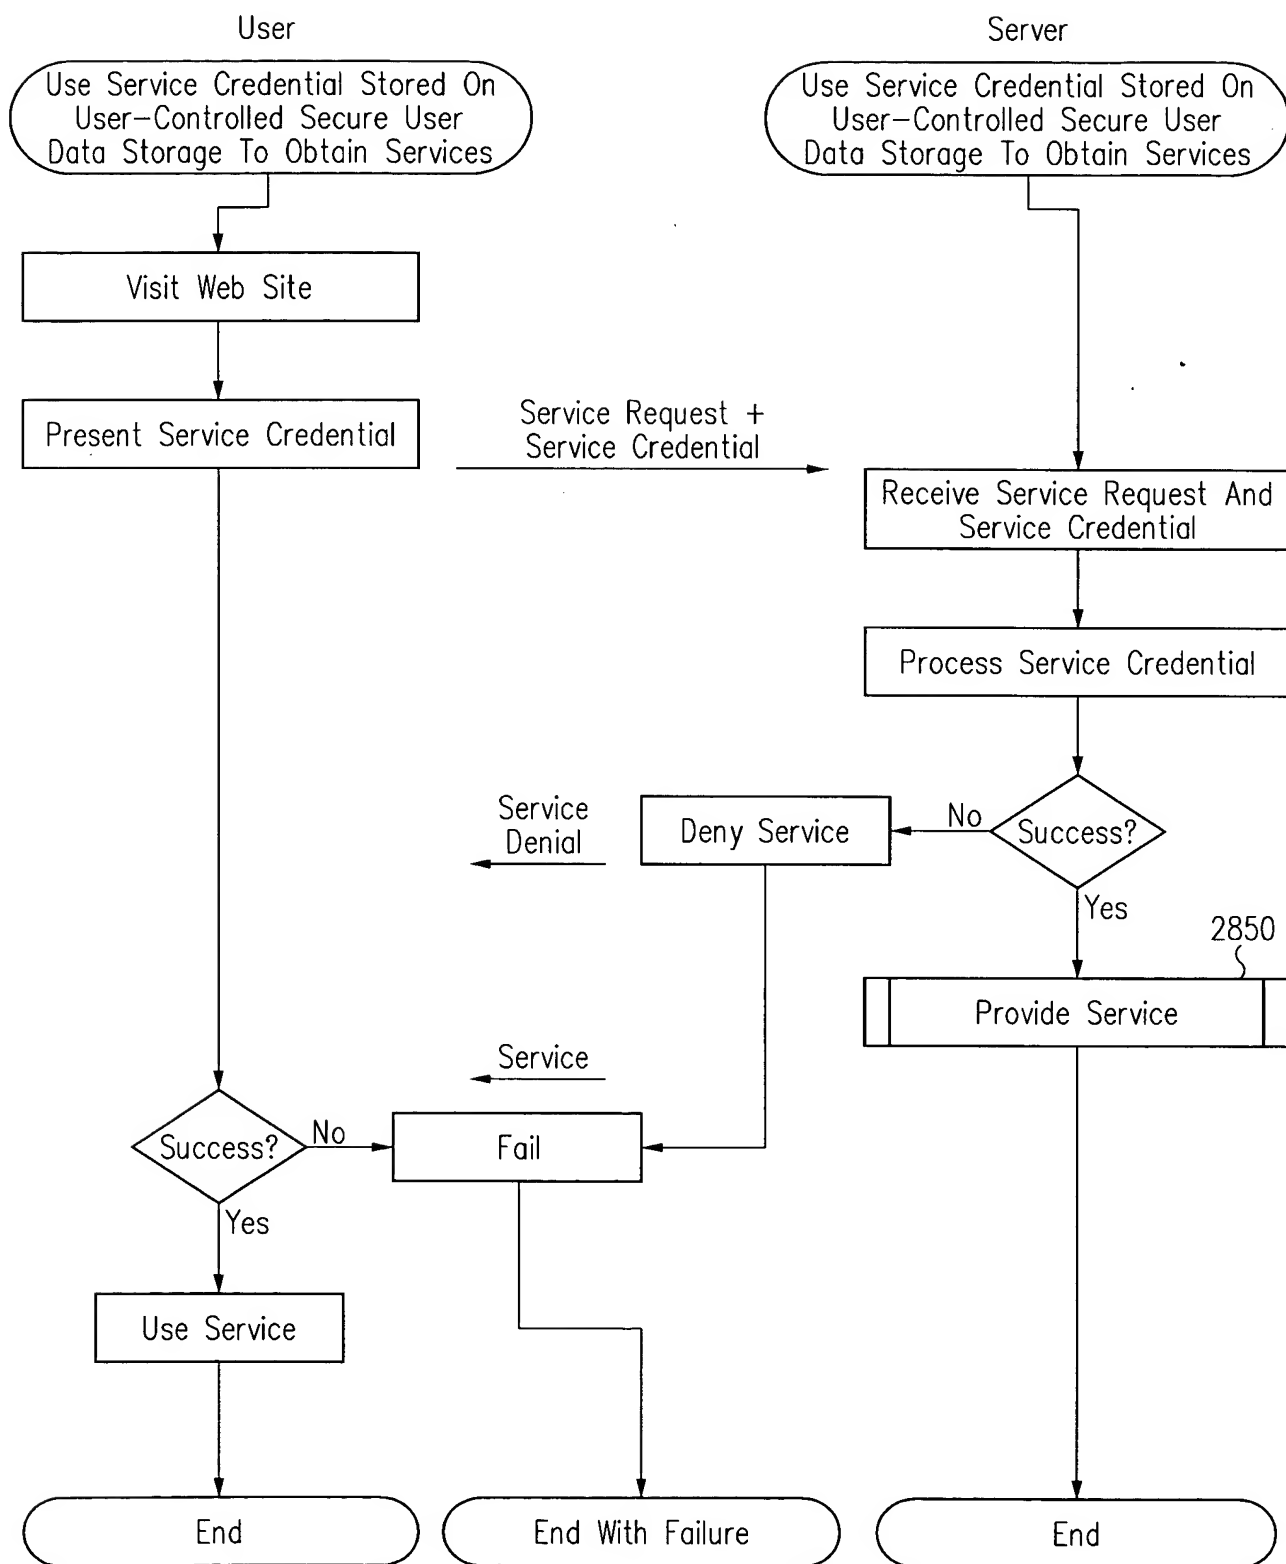 User
Server
Use Service Credential Stored On
User-Controlled Secure User
Data Storage To Obtain Services
Use Service Credential Stored On
User-Controlled Secure User
Data Storage To Obtain Services
Visit Web Site
Present Service Credential
Service Request +
Service Credential
Receive Service Request And
Service Credential
Process Service Credential
Service
Denial
Deny Service
No
Success?
Yes
2850
Provide Service
Service
Success?
No
Fail
Yes
Use Service
End
End With Failure
End